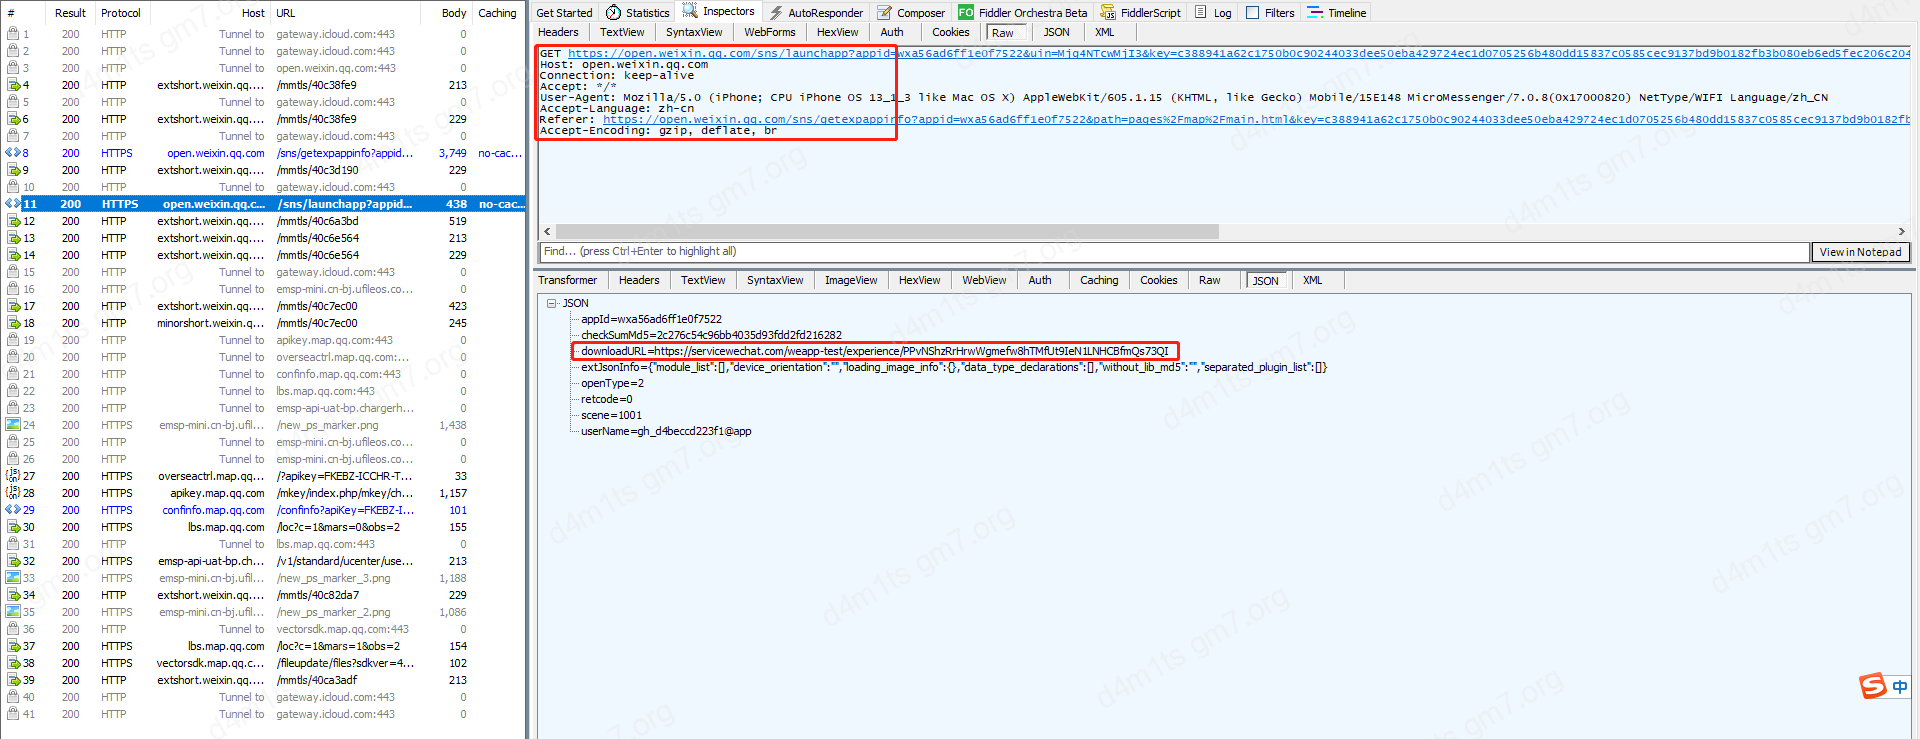 # Result Protocol Host URL Body Caching
1 200 HTTP Tunnel to gateway.icloud.com:443 0
2 200 HTTP Tunnel to gateway.icloud.com:443 0
3 200 HTTP Tunnel to open.weixin.qq.com:443 0
4 200 HTTP extshort.weixin.qq.... /mmtls/40c38fe9 213
5 200 HTTP Tunnel to gateway.icloud.com:443 0
6 200 HTTP extshort.weixin.qq.... /mmtls/40c38fe9 229
7 200 HTTP Tunnel to gateway.icloud.com:443 0
8 200 HTTPS open.weixin.qq.com /sns/getexpappinfo?appid... 3,749 no-cac...
9 200 HTTP extshort.weixin.qq.... /mmtls/40c3d190 229
10 200 HTTP Tunnel to gateway.icloud.com:443 0
11 200 HTTPS open.weixin.qq.c... /sns/launchapp?appid... 438 no-cac...
12 200 HTTP extshort.weixin.qq.... /mmtls/40c6a3bd 519
13 200 HTTP extshort.weixin.qq.... /mmtls/40c6e564 213
14 200 HTTP extshort.weixin.qq.... /mmtls/40c6e564 229
15 200 HTTP Tunnel to gateway.icloud.com:443 0
16 200 HTTP Tunnel to emsp-mini.cn-bj.ufileos.co... 0
17 200 HTTP extshort.weixin.qq.... /mmtls/40c7ec00 423
18 200 HTTP minorshort.weixin.q... /mmtls/40c7ec00 245
19 200 HTTP Tunnel to apikey.map.qq.com:443 0
20 200 HTTP Tunnel to overseactrl.map.qq.com:... 0
21 200 HTTP Tunnel to confinfo.map.qq.com:443 0
22 200 HTTP Tunnel to lbs.map.qq.com:443 0
23 200 HTTP Tunnel to emsp-api-uat-bp.chargerh... 0
24 200 HTTPS emsp-mini.cn-bj.ufil... /new_ps_marker.png 1,438
25 200 HTTP Tunnel to emsp-mini.cn-bj.ufileos.co... 0
26 200 HTTP Tunnel to emsp-mini.cn-bj.ufileos.co... 0
27 200 HTTPS overseactrl.map.qq.... /?apikey=FKEBZ-ICCHR-T... 33
28 200 HTTPS apikey.map.qq.com /mkey/index.php/mkey/ch... 1,157
29 200 HTTPS confinfo.map.qq.com /confinfo?apiKey=FKEBZ-I... 101
30 200 HTTPS lbs.map.qq.com /loc?c=1&mars=0&obs=2 155
31 200 HTTP Tunnel to lbs.map.qq.com:443 0
32 200 HTTPS emsp-api-uat-bp.ch... /v1/standard/ucenter/use... 213
33 200 HTTPS emsp-mini.cn-bj.ufil... /new_ps_marker_3.png 1,188
34 200 HTTP extshort.weixin.qq.... /mmtls/40c82da7 229
35 200 HTTPS emsp-mini.cn-bj.ufil... /new_ps_marker_2.png 1,086
36 200 HTTP Tunnel to vectorsdk.map.qq.com:443 0
37 200 HTTPS lbs.map.qq.com /loc?c=1&mars=1&obs=2 154
38 200 HTTPS vectorsdk.map.qq.c... /fileupdate/files?sdkver=4... 102
39 200 HTTP extshort.weixin.qq.... /mmtls/40ca3adf 213
40 200 HTTP Tunnel to gateway.icloud.com:443 0
41 200 HTTP Tunnel to gateway.icloud.com:443 0
Get Started Statistics Inspectors AutoResponder Composer FO Fiddler Orchestra Beta FiddlerScript Log Filters Timeline
Headers TextView SyntaxView WebForms HexView Auth Cookies Raw JSON XML
GET https://open.weixin.qq.com/sns/launchapp?appid=wxa56ad6ff1e0f7522&uin=Mjq4NTcwMjI3&key=c388941a62c1750b0c90244033dee50eba429724ec1d0705256b480dd15837c0585cec9137bd9b0182fb3b080eb6ed5fec206c204
Host: open.weixin.qq.com
Connection: keep-alive
Accept: */*
User-Agent: Mozilla/5.0 (iPhone; CPU iPhone OS 13_1_3 like Mac OS X) AppleWebKit/605.1.15 (KHTML, like Gecko) Mobile/15E148 MicroMessenger/7.0.8(0x17000820) NetType/WIFI Language/zh_CN
Accept-Language: zh-cn
Referer: https://open.weixin.qq.com/sns/getexpappinfo?appid=wxa56ad6ff1e0f7522&path=pages%2Fmap%2Fmain.html&key=c388941a62c1750b0c90244033dee50eba429724ec1d0705256b480dd15837c0585cec9137bd9b0182fb
Accept-Encoding: gzip, deflate, br
Find... (press Ctrl+Enter to highlight all) View in Notepad
Transformer Headers TextView SyntaxView ImageView HexView WebView Auth Caching Cookies Raw JSON XML
JSON
appId=wxa56ad6ff1e0f7522
checkSumMd5=2c276c54c96bb4035d93fdd2fd216282
downloadURL=https://servicewechat.com/weapp-test/experience/PPvNShzRrHrwWgmefw8hTMfUt9IeN1LNHCBfmQs73QI
extJsonInfo={"module_list":[],"device_orientation":"","loading_image_info":{},"data_type_declarations":[],"without_lib_md5":"","separated_plugin_list":[]}
openType=2
retcode=0
scene=1001
userName=gh_d4beccd223f1@app
S 中
d4m1ts gm7.org